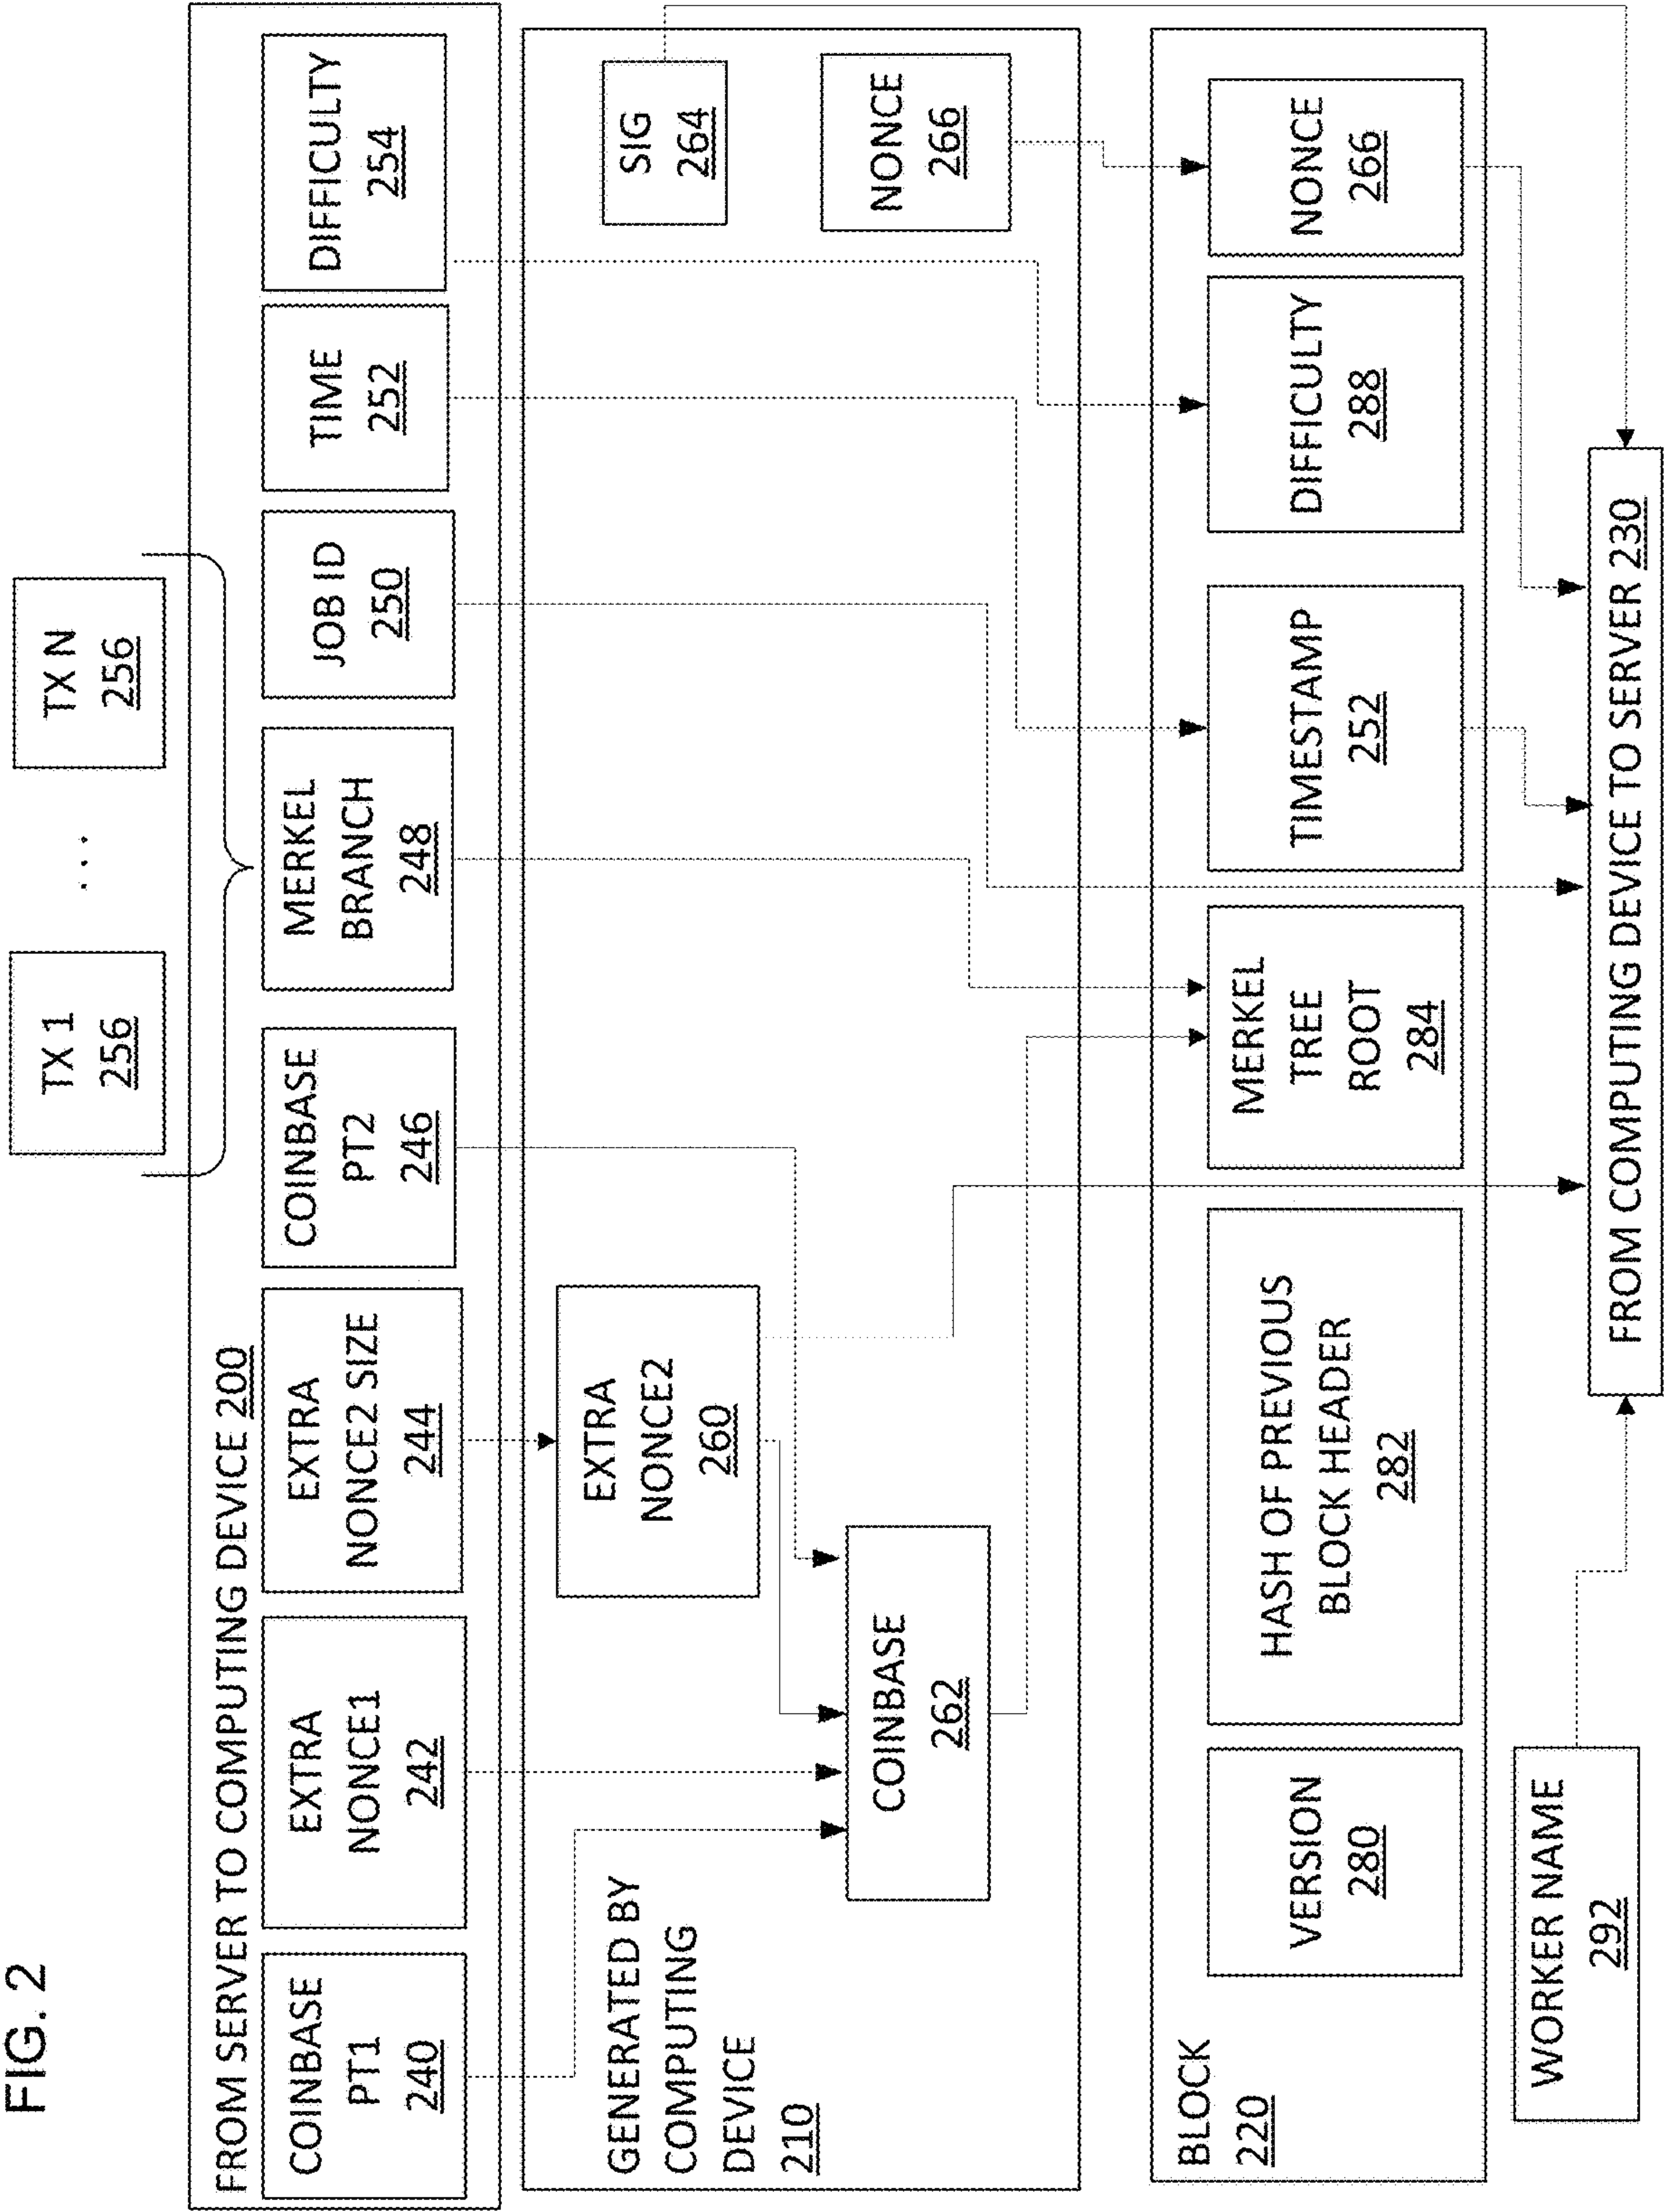 FIG. 2
TX 1
256
...
TX N
256
FROM SERVER TO COMPUTING DEVICE 200
COINBASE
PT1
240
EXTRA
NONCE1
242
EXTRA
NONCE2 SIZE
244
COINBASE
PT2
246
MERKEL
BRANCH
248
JOB ID
250
TIME
252
DIFFICULTY
254
GENERATED BY
COMPUTING
DEVICE
210
EXTRA
NONCE2
260
COINBASE
262
SIG
264
NONCE
266
BLOCK
220
VERSION
280
HASH OF PREVIOUS
BLOCK HEADER
282
MERKEL
TREE
ROOT
284
TIMESTAMP
252
DIFFICULTY
288
NONCE
266
WORKER NAME
292
FROM COMPUTING DEVICE TO SERVER 230